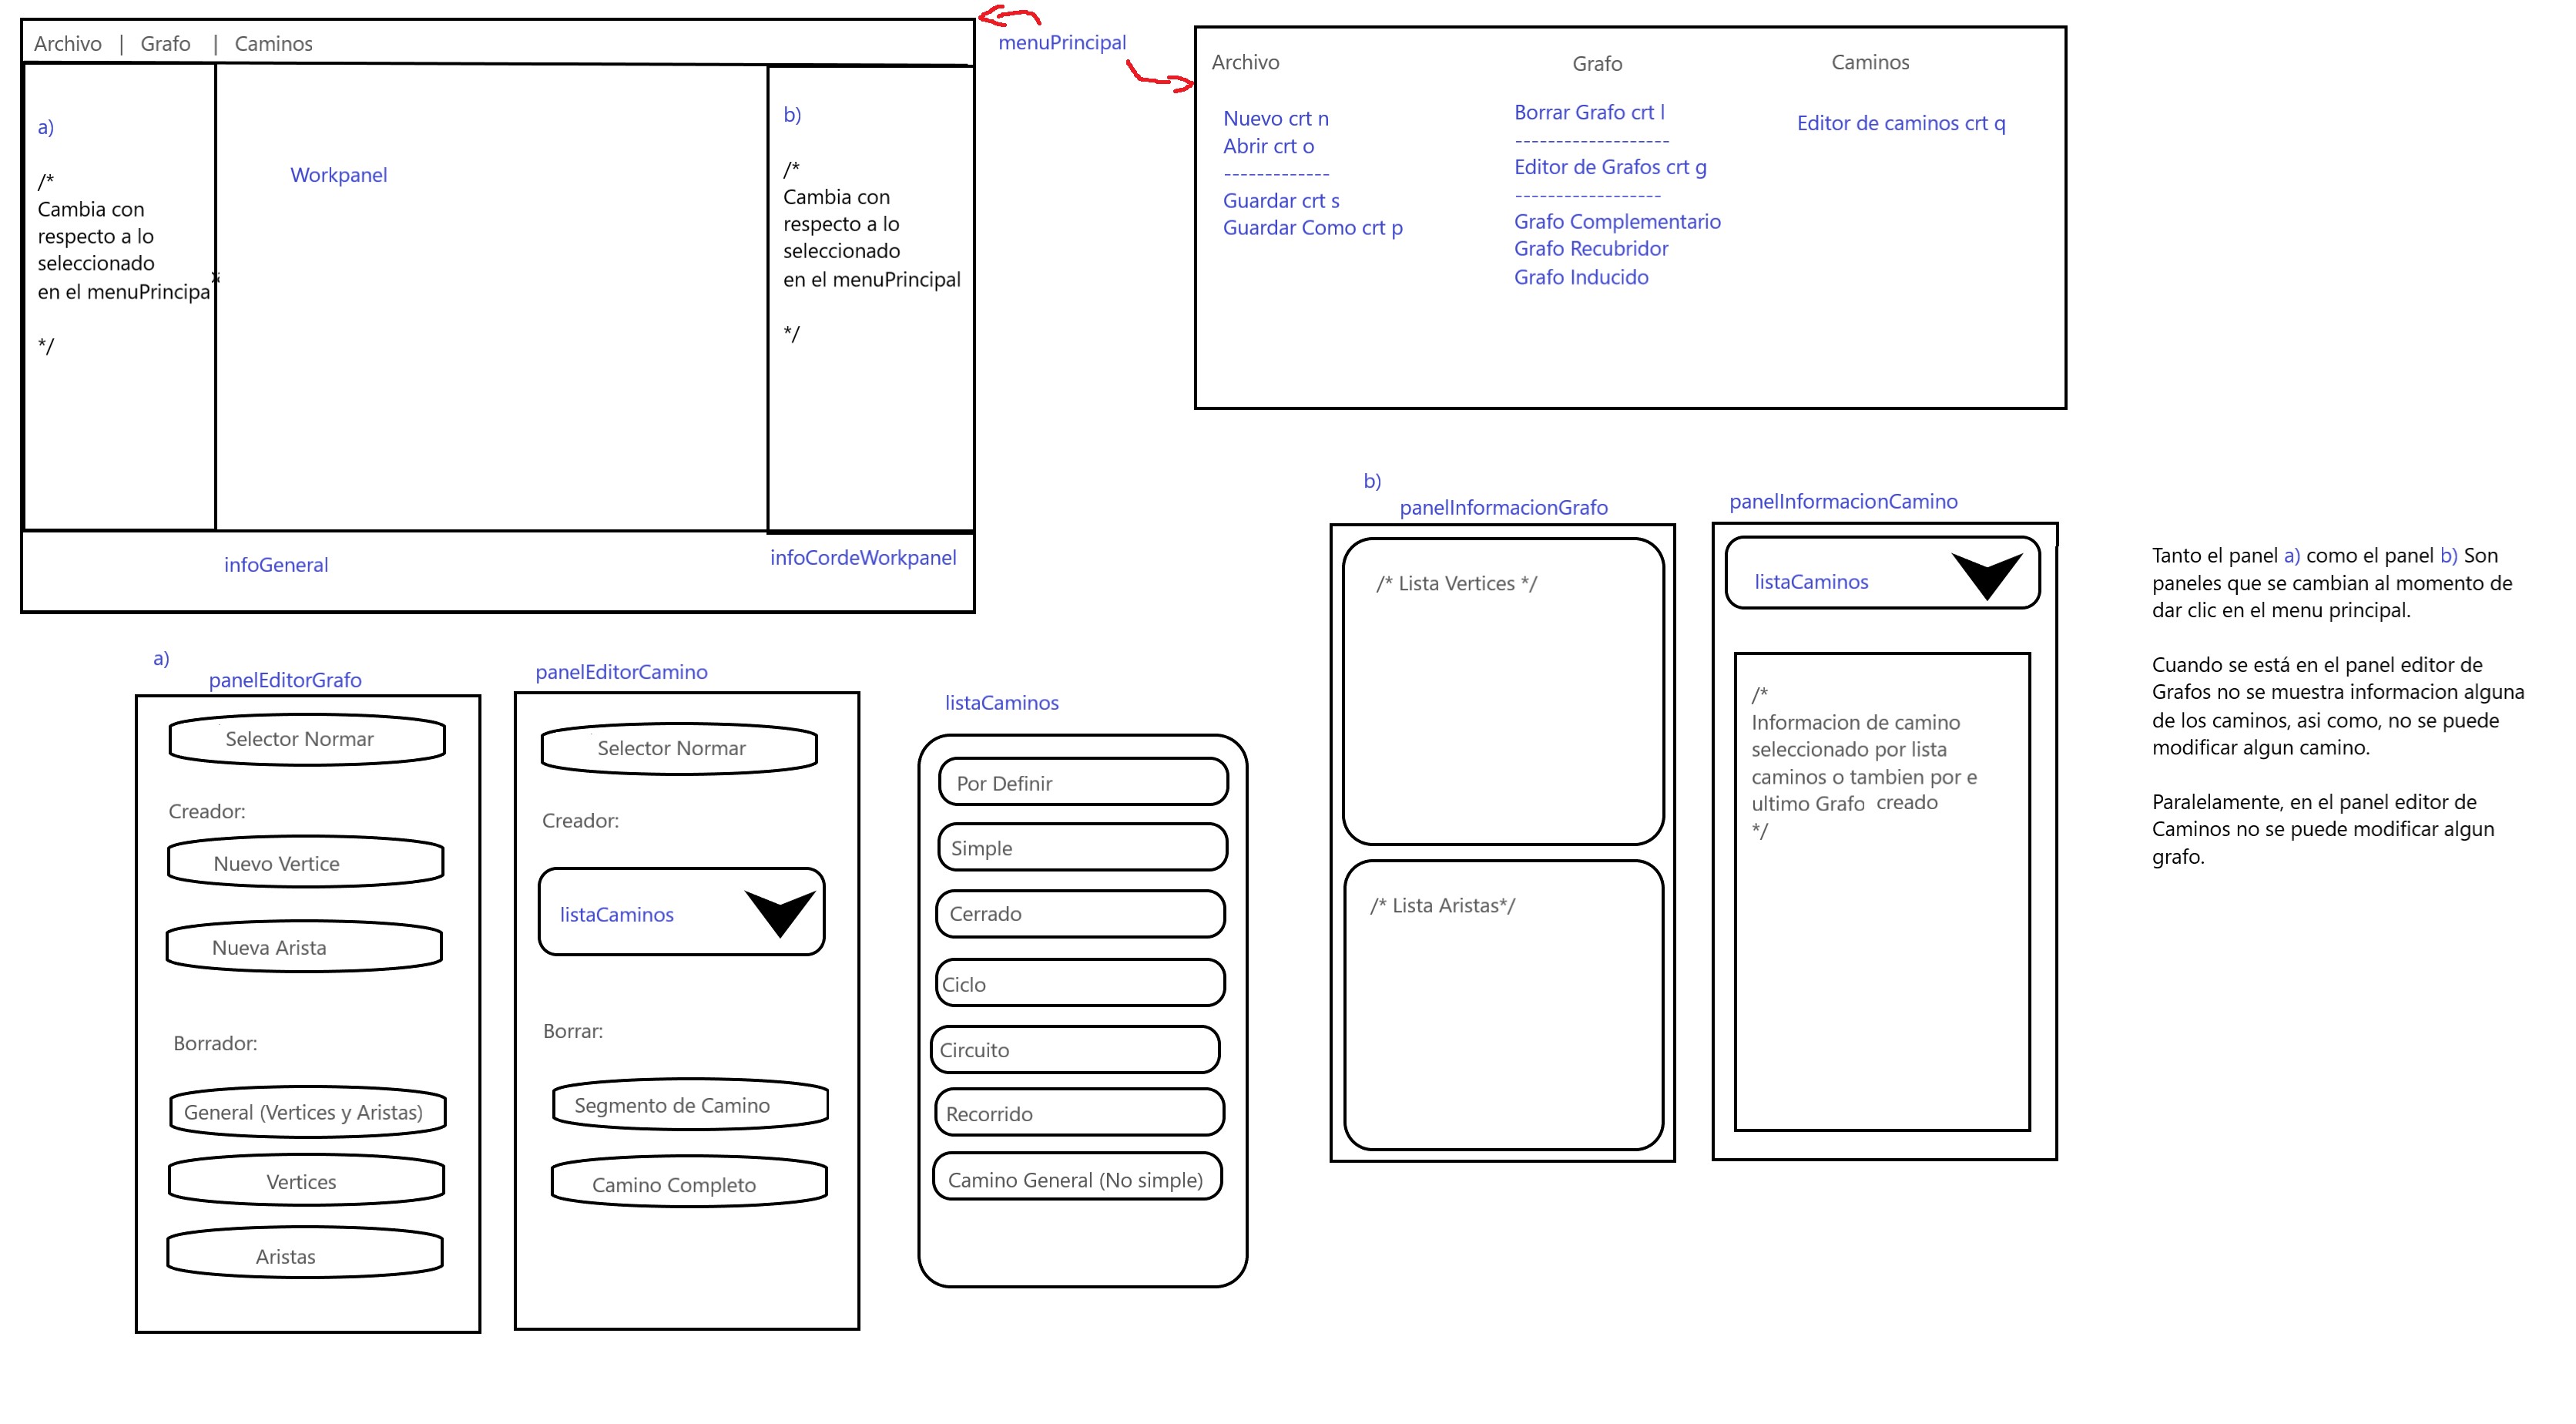 Archivo | Grafo | Caminos
a)
/*
Cambia con
respecto a lo
seleccionado
en el menuPrincipa
*/
Workpanel
b)
/*
Cambia con
respecto a lo
seleccionado
en el menuPrincipal
*/
infoGeneral
infoCordeWorkpanel
menuPrincipal
Archivo
Nuevo crt n
Abrir crt o
-------------
Guardar crt s
Guardar Como crt p
Grafo
Borrar Grafo crt l
-------------------
Editor de Grafos crt g
------------------
Grafo Complementario
Grafo Recubridor
Grafo Inducido
Caminos
Editor de caminos crt q
a)
panelEditorGrafo
Selector Normar
Creador:
Nuevo Vertice
Nueva Arista
Borrador:
General (Vertices y Aristas)
Vertices
Aristas
panelEditorCamino
Selector Normar
Creador:
listaCaminos
Borrar:
Segmento de Camino
Camino Completo
listaCaminos
Por Definir
Simple
Cerrado
Ciclo
Circuito
Recorrido
Camino General (No simple)
b)
panelInformacionGrafo
/* Lista Vertices */
/* Lista Aristas*/
panelInformacionCamino
listaCaminos
/*
Informacion de camino
seleccionado por lista
caminos o tambien por e
ultimo Grafo creado
*/
Tanto el panel a) como el panel b) Son
paneles que se cambian al momento de
dar clic en el menu principal.
Cuando se está en el panel editor de
Grafos no se muestra informacion alguna
de los caminos, asi como, no se puede
modificar algun camino.
Paralelamente, en el panel editor de
Caminos no se puede modificar algun
grafo.